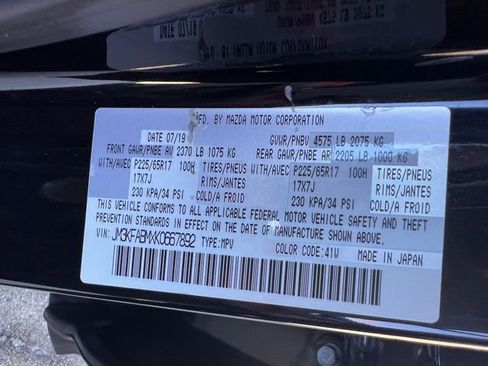 MFD. BY MAZDA MOTOR CORPORATION
DATE 07/19 GVWR/PNBV 4575 LB 2075 KG
FRONT GAWR/PNBE AV 2370 LB 1075 KG REAR GAWR/PNBE AR 2205 LB 1000 KG
WITH/AVEC P225/65R17 100H TIRES/PNEUS WITH/AVEC P225/65R17 100H TIRES/PNEUS
17X7J RIMS/JANTES 17X7J RIMS/JANTES
230 KPA/34 PSI COLD/A FROID 230 KPA/34 PSI COLD/A FROID
THIS VEHICLE CONFORMS TO ALL APPLICABLE FEDERAL MOTOR VEHICLE SAFETY AND THEFT
PREVENTION STANDARDS IN EFFECT ON THE DATE OF MANUFACTURE SHOWN ABOVE.
VIN: TYPE: MPV COLOR CODE: 41W MADE IN JAPAN